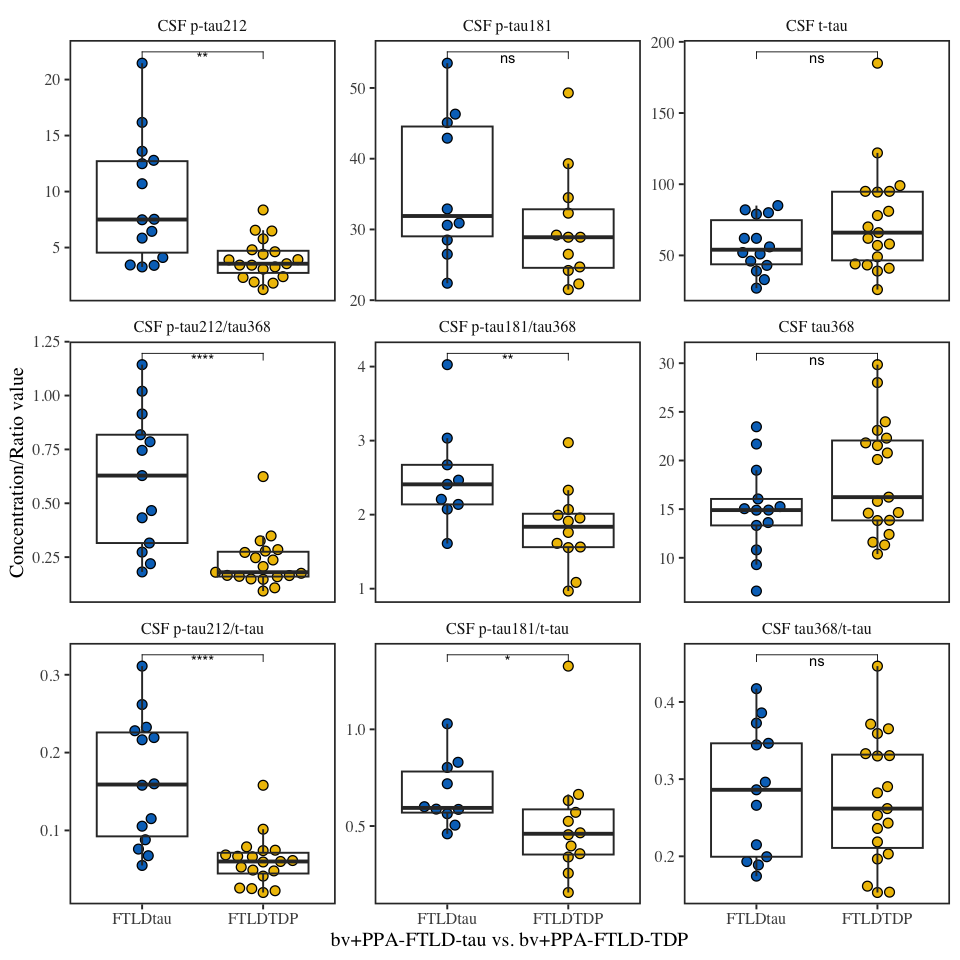 CSF p-tau212
CSF p-tau181
CSF t-tau
**
ns
ns
20
15
10
5
50
40
30
20
200
150
100
50
CSF p-tau212/tau368
CSF p-tau181/tau368
CSF tau368
****
**
ns
1.25
1.00
0.75
0.50
0.25
4
3
2
1
30
25
20
15
10
Concentration/Ratio value
CSF p-tau212/t-tau
CSF p-tau181/t-tau
CSF tau368/t-tau
****
*
ns
0.3
0.2
0.1
1.0
0.5
0.4
0.3
0.2
FTLDtau
FTLDTDP
FTLDtau
FTLDTDP
FTLDtau
FTLDTDP
bv+PPA-FTLD-tau vs. bv+PPA-FTLD-TDP